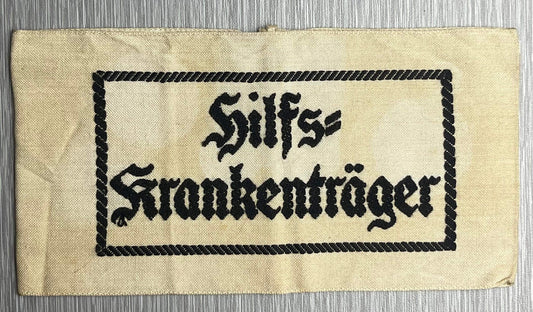 Hilfs=
Krankenträger